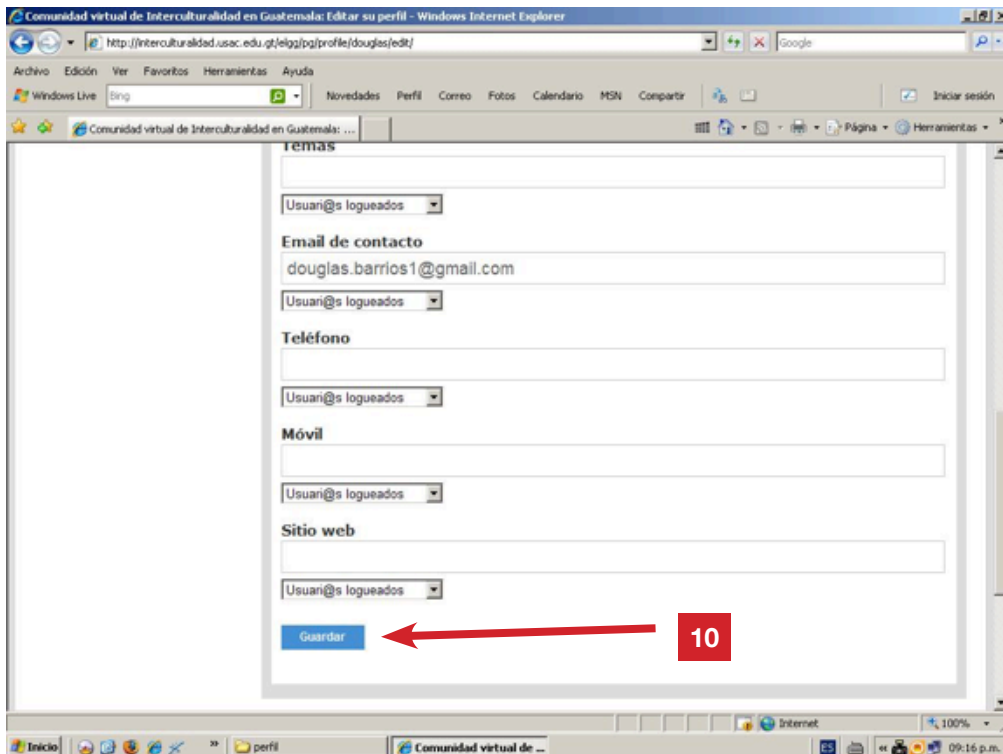 Comunidad virtual de Interculturalidad en Guatemala: Editar su perfil - Windows Internet Explorer
http://interculturalidad.usac.edu.gt/elgg/pg/profile/douglas/edit/ Google
Archivo Edición Ver Favoritos Herramientas Ayuda
Windows Live Bing Novedades Perfil Correo Fotos Calendario MSN Compartir Iniciar sesión
Comunidad virtual de Interculturalidad en Guatemala: ... Página Herramientas
Temas
Usuari@s logueados
Email de contacto
douglas.barrios1@gmail.com
Usuari@s logueados
Teléfono
Usuari@s logueados
Móvil
Usuari@s logueados
Sitio web
Usuari@s logueados
Guardar 10
Internet 100%
Inicio » perfil Comunidad virtual de ... ES « 09:16 p.m.